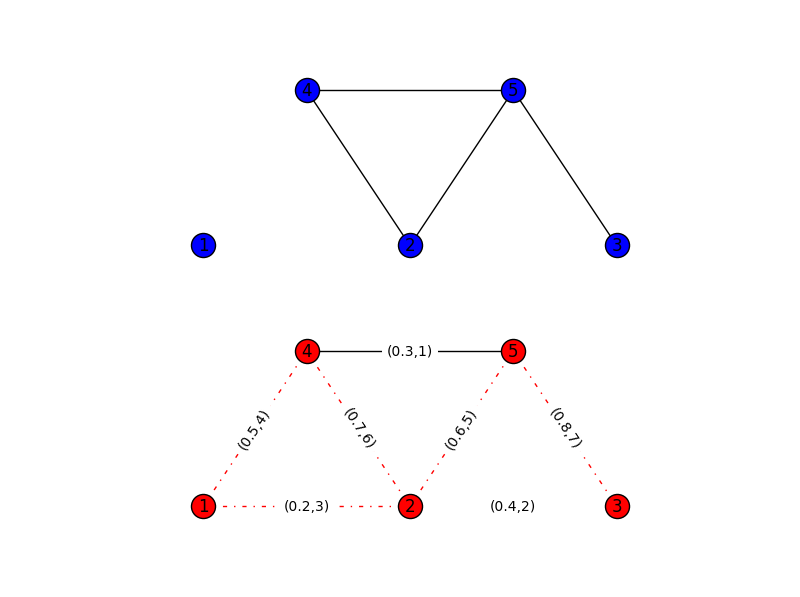 4 5
1 2 3
4 (0.3,1) 5
(0.5,4) (0.7,6) (0.6,5) (0.8,7)
1 (0.2,3) 2 (0.4,2) 3